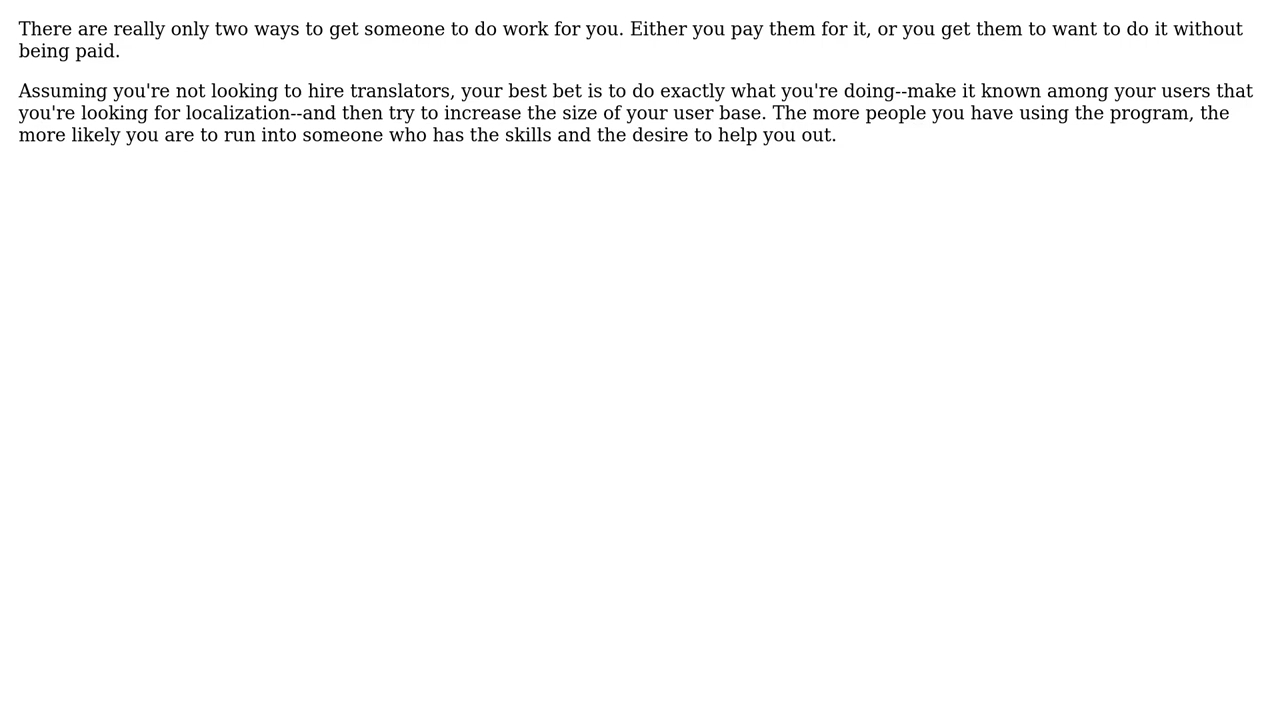 There are really only two ways to get someone to do work for you. Either you pay them for it, or you get them to want to do it without
being paid.
Assuming you're not looking to hire translators, your best bet is to do exactly what you're doing--make it known among your users that
you're looking for localization--and then try to increase the size of your user base. The more people you have using the program, the
more likely you are to run into someone who has the skills and the desire to help you out.